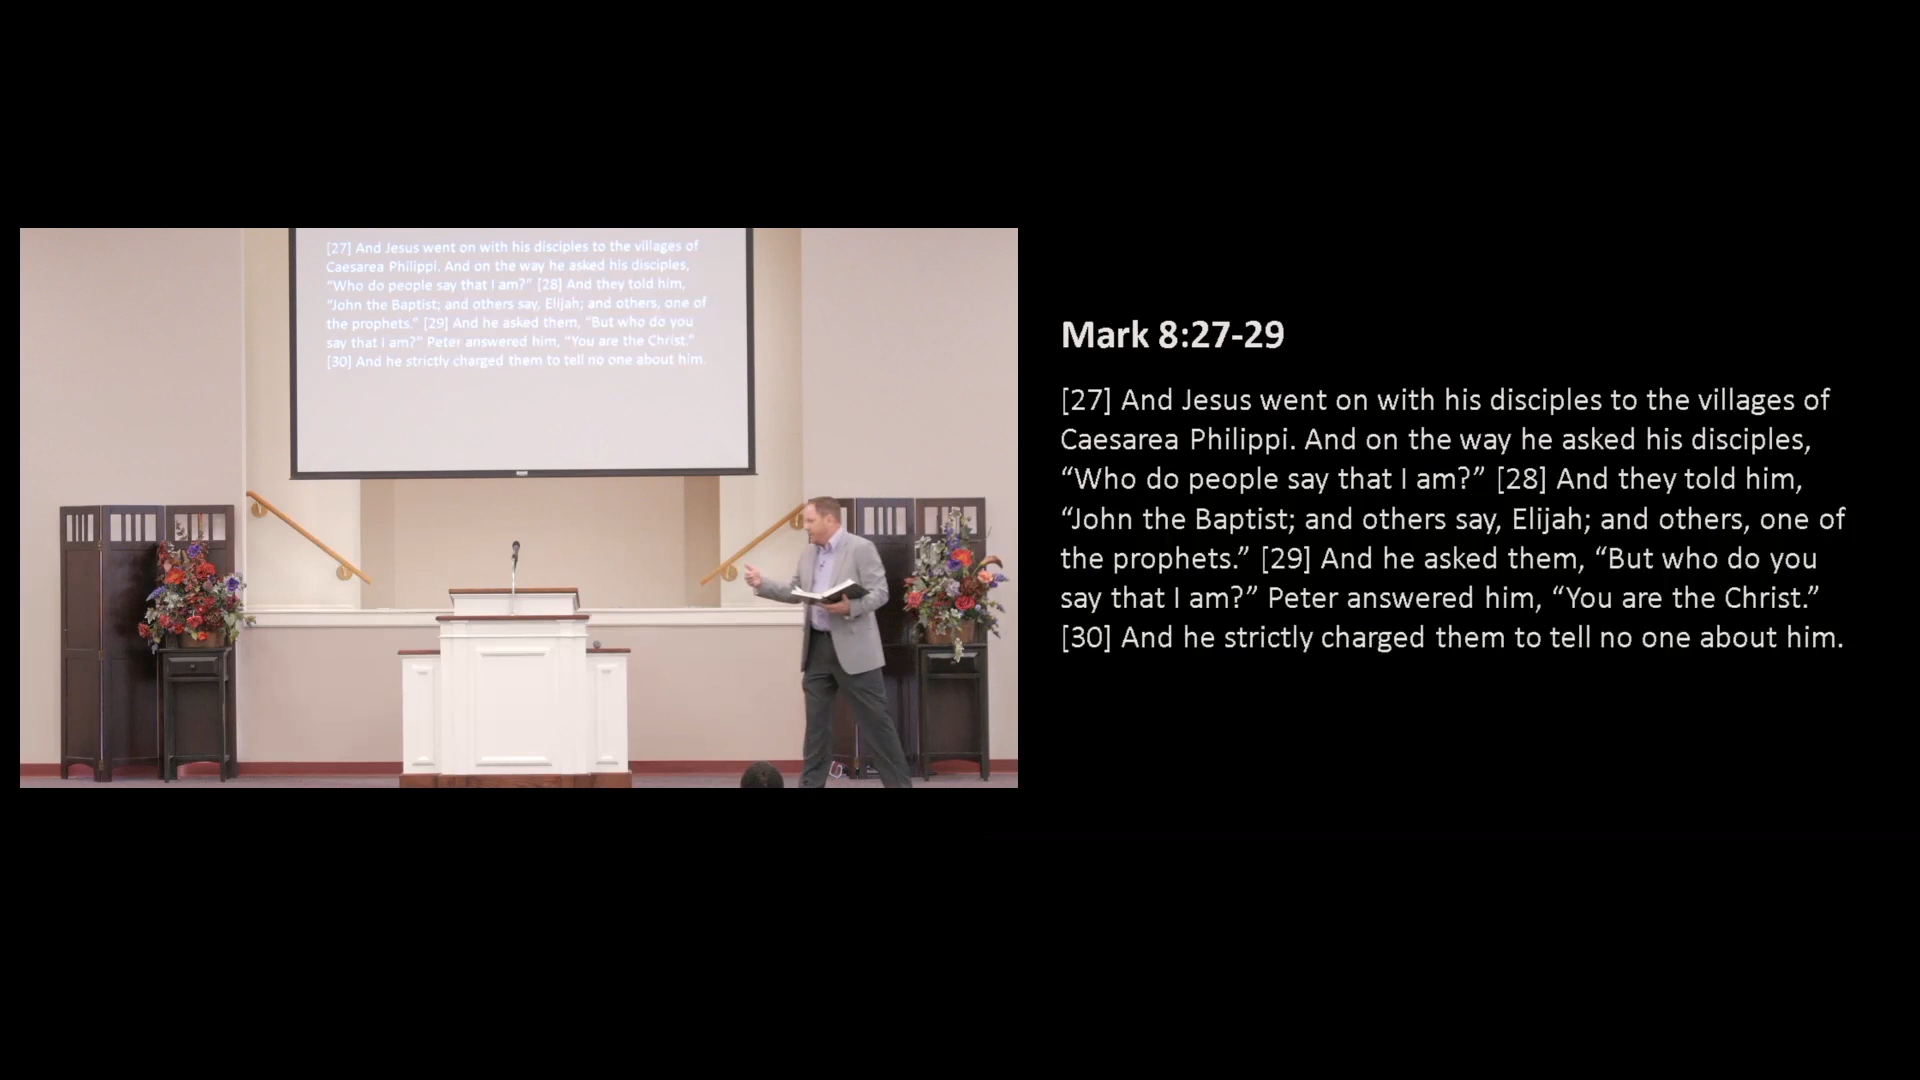 [27] And Jesus went on with his disciples to the villages of
Caesarea Philippi. And on the way he asked his disciples,
“Who do people say that I am?” [28] And they told him,
“John the Baptist; and others say, Elijah; and others, one of
the prophets.” [29] And he asked them, “But who do you
say that I am?” Peter answered him, “You are the Christ.”
[30] And he strictly charged them to tell no one about him.
Mark 8:27-29
[27] And Jesus went on with his disciples to the villages of
Caesarea Philippi. And on the way he asked his disciples,
“Who do people say that I am?” [28] And they told him,
“John the Baptist; and others say, Elijah; and others, one of
the prophets.” [29] And he asked them, “But who do you
say that I am?” Peter answered him, “You are the Christ.”
[30] And he strictly charged them to tell no one about him.